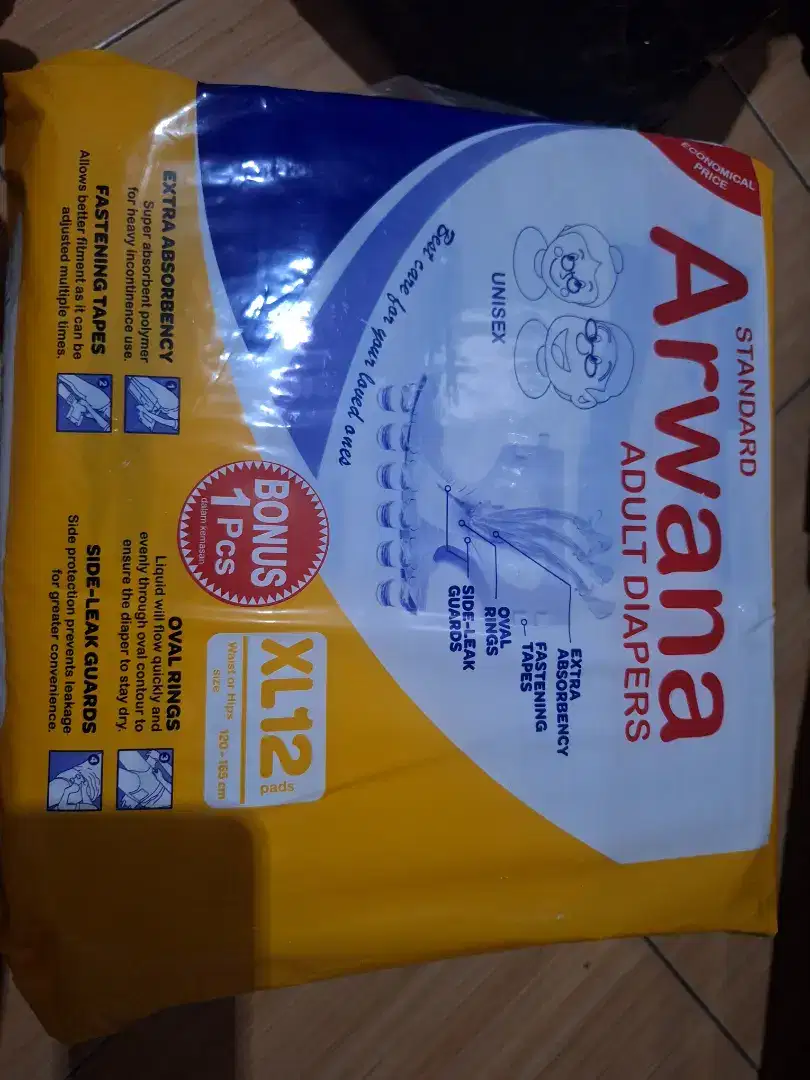 ECONOMICAL
PRICE
STANDARD
Arwana
ADULT DIAPERS
UNISEX
Best care for your loved ones
EXTRA
ABSORBENCY
FASTENING
TAPES
OVAL
RINGS
SIDE-LEAK
GUARDS
BONUS
1 Pcs
dalam kemasan
XL12
pads
Waist or Hips
size
120 - 165 cm
EXTRA ABSORBENCY
Super absorbent polymer
for heavy incontinence use.
1
FASTENING TAPES
Allows better fitment as it can be
adjusted multiple times.
2
OVAL RINGS
Liquid will flow quickly and
evenly through oval contour to
ensure the diaper to stay dry.
3
SIDE-LEAK GUARDS
Side protection prevents leakage
for greater convenience.
4